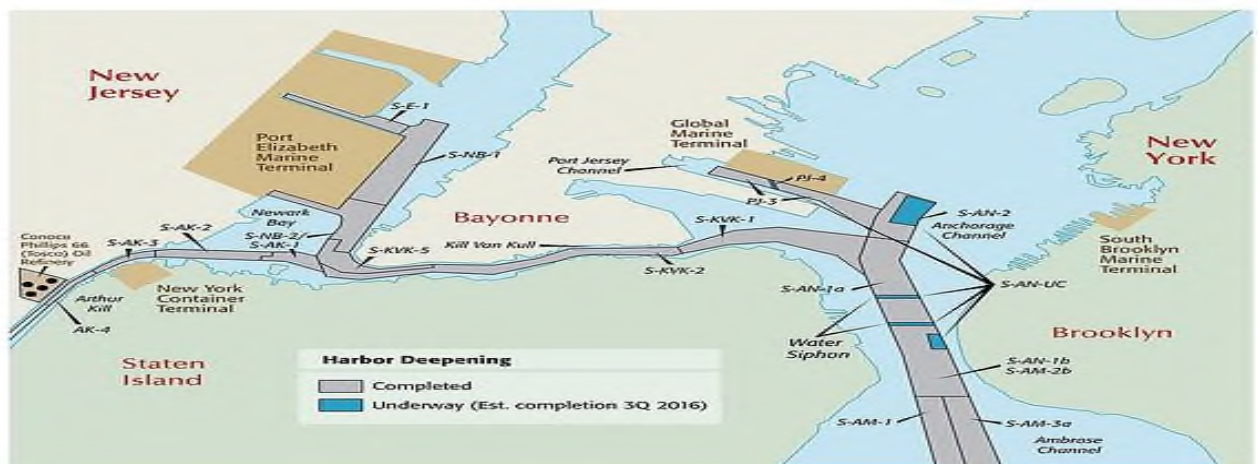 New
Jersey
S-E-1
Port
Elizabeth
Marine
Terminal
S-NB-1
Global
Marine
Terminal
Port Jersey
Channel
PJ-4
PJ-3
New
York
Newark
Bay
Bayonne
S-KVK-1
S-AN-2
Anchorage
Channel
South
Brooklyn
Marine
Terminal
Conoco
Phillips 66
(Tosco) Oil
Refinery
S-AK-3
S-AK-2
S-NB-2/
S-AK-1
S-KVK-5
Kill Van Kull
S-KVK-2
S-AN-1a
S-AN-UC
Arthur
Kill
AK-4
New York
Container
Terminal
Water
Siphon
Brooklyn
Staten
Island
Harbor Deepening
Completed
Underway (Est. completion 3Q 2016)
S-AN-1b
S-AM-2b
S-AM-1
S-AM-3a
Ambrose
Channel